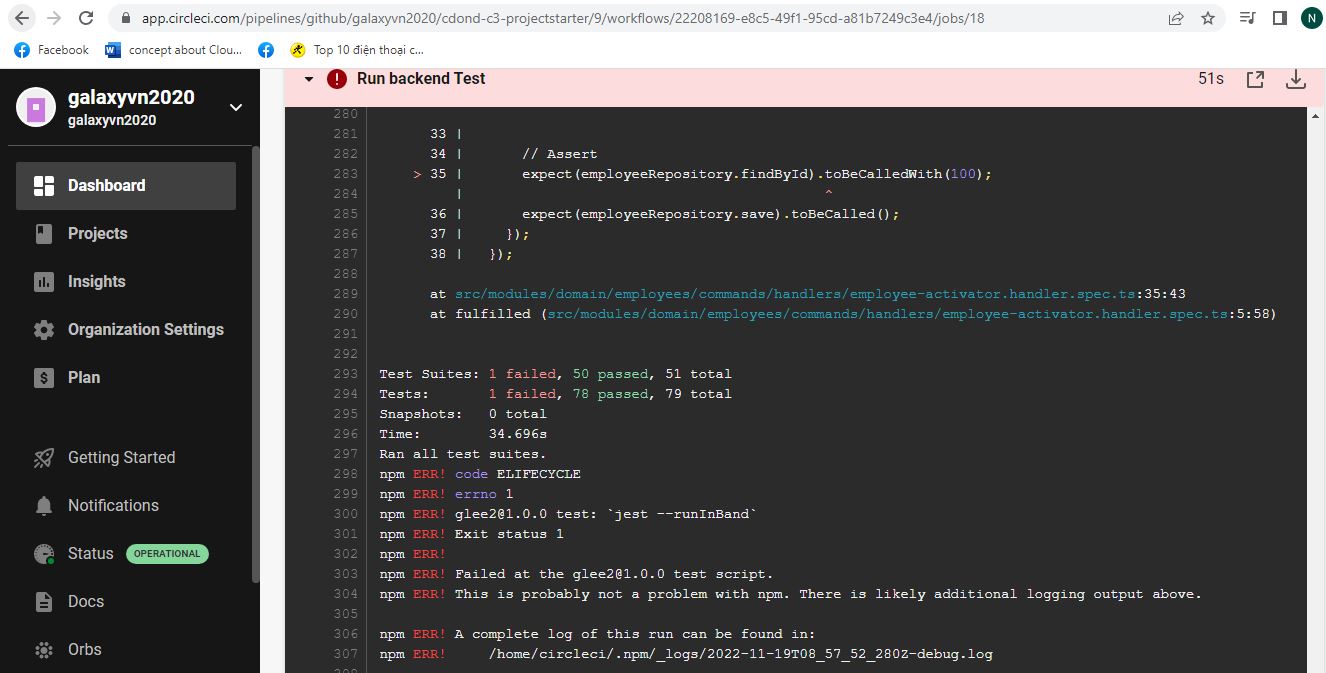 app.circleci.com/pipelines/github/galaxyvn2020/cdond-c3-projectstarter/9/workflows/22208169-e8c5-49f1-95cd-a81b7249c3e4/jobs/18
N
Facebook
concept about Clou...
Top 10 điện thoại c...
galaxyvn2020
galaxyvn2020
Dashboard
Projects
Insights
Organization Settings
Plan
Getting Started
Notifications
Status OPERATIONAL
Docs
Orbs
Run backend Test 51s
280
281 33 |
282 34 | // Assert
283 > 35 | expect(employeeRepository.findById).toBeCalledWith(100);
284 | ^
285 36 | expect(employeeRepository.save).toBeCalled();
286 37 | });
287 38 | });
288
289 at src/modules/domain/employees/commands/handlers/employee-activator.handler.spec.ts:35:43
290 at fulfilled (src/modules/domain/employees/commands/handlers/employee-activator.handler.spec.ts:5:58)
291
292
293 Test Suites: 1 failed, 50 passed, 51 total
294 Tests: 1 failed, 78 passed, 79 total
295 Snapshots: 0 total
296 Time: 34.696s
297 Ran all test suites.
298 npm ERR! code ELIFECYCLE
299 npm ERR! errno 1
300 npm ERR! glee2@1.0.0 test: `jest --runInBand`
301 npm ERR! Exit status 1
302 npm ERR!
303 npm ERR! Failed at the glee2@1.0.0 test script.
304 npm ERR! This is probably not a problem with npm. There is likely additional logging output above.
305
306 npm ERR! A complete log of this run can be found in:
307 npm ERR! /home/circleci/.npm/_logs/2022-11-19T08_57_52_280Z-debug.log
308